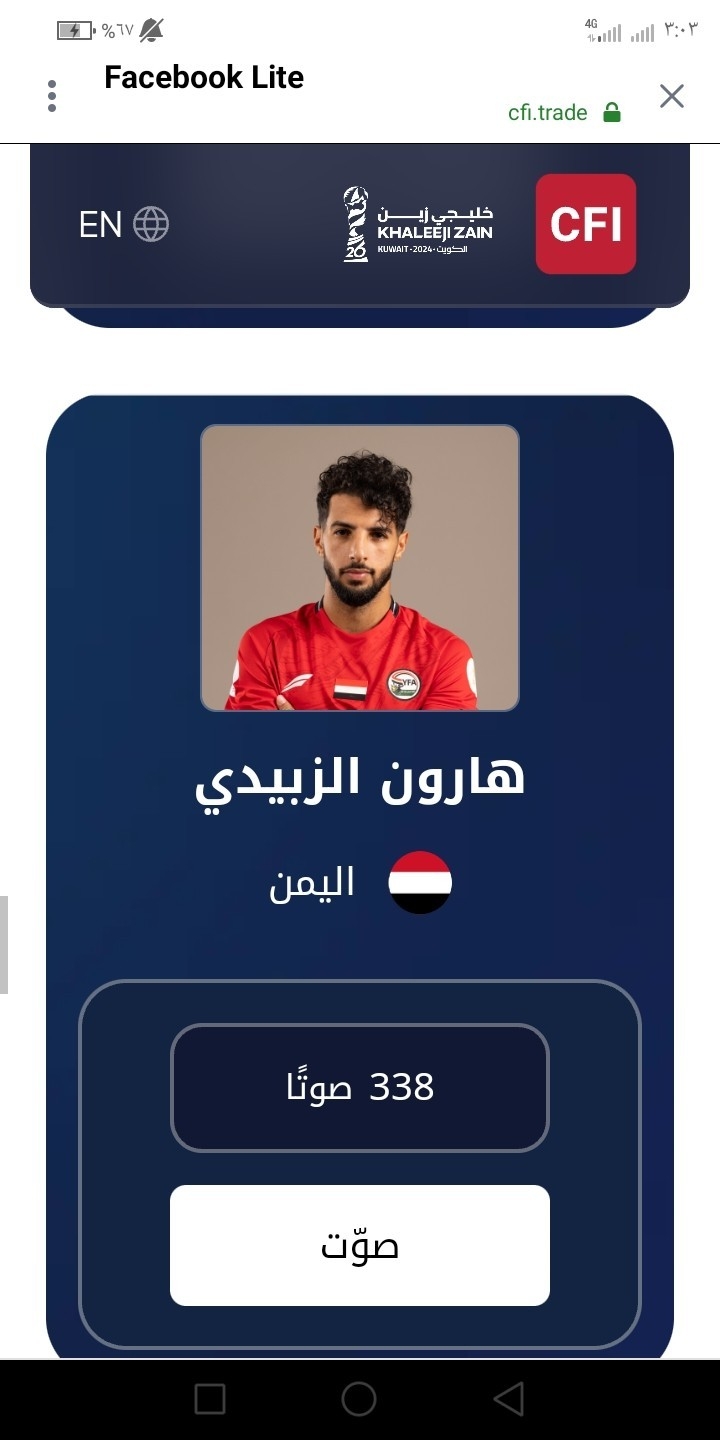 %٦٧
4G
٣:٠٣
Facebook Lite
cfi.trade
EN
خليجي زين
KHALEEJI ZAIN
KUWAIT - 2024 - الكويت
26
CFI
YFA
هارون الزبيدي
اليمن
338 صوتًا
صوّت